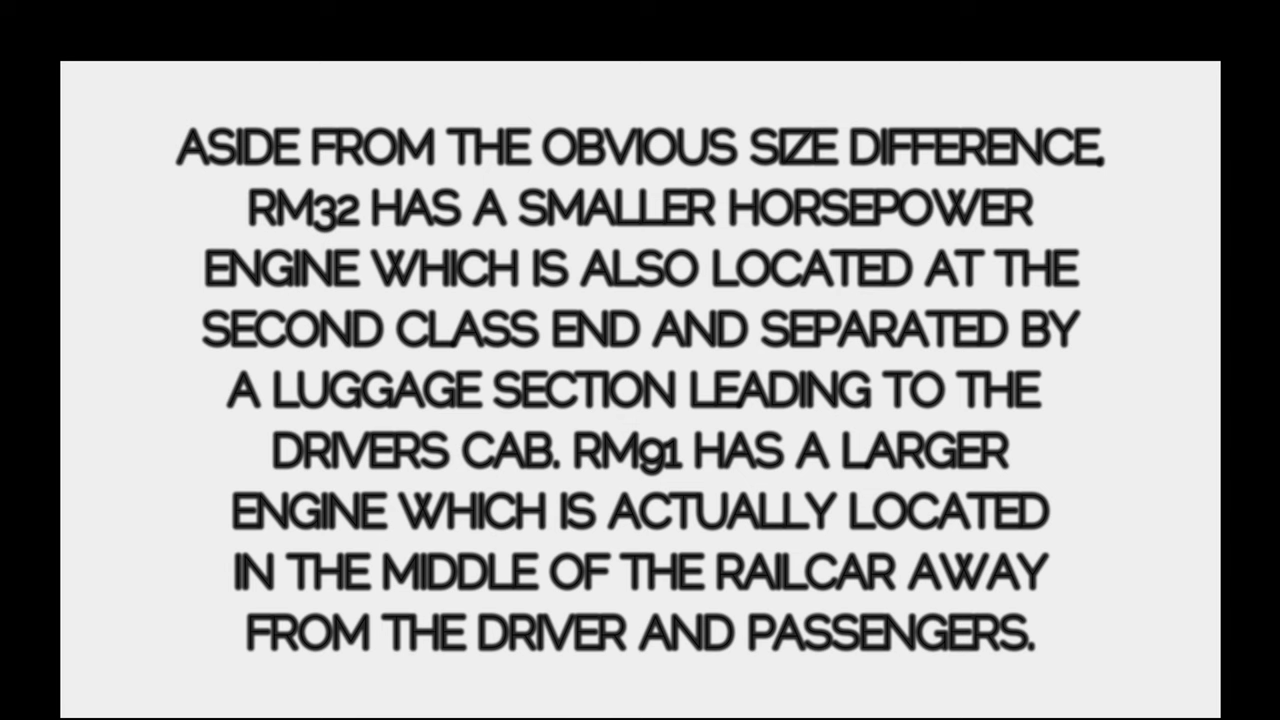 ASIDE FROM THE OBVIOUS SIZE DIFFERENCE,
RM32 HAS A SMALLER HORSEPOWER
ENGINE WHICH IS ALSO LOCATED AT THE
SECOND CLASS END AND SEPARATED BY
A LUGGAGE SECTION LEADING TO THE
DRIVERS CAB. RM91 HAS A LARGER
ENGINE WHICH IS ACTUALLY LOCATED
IN THE MIDDLE OF THE RAILCAR AWAY
FROM THE DRIVER AND PASSENGERS.